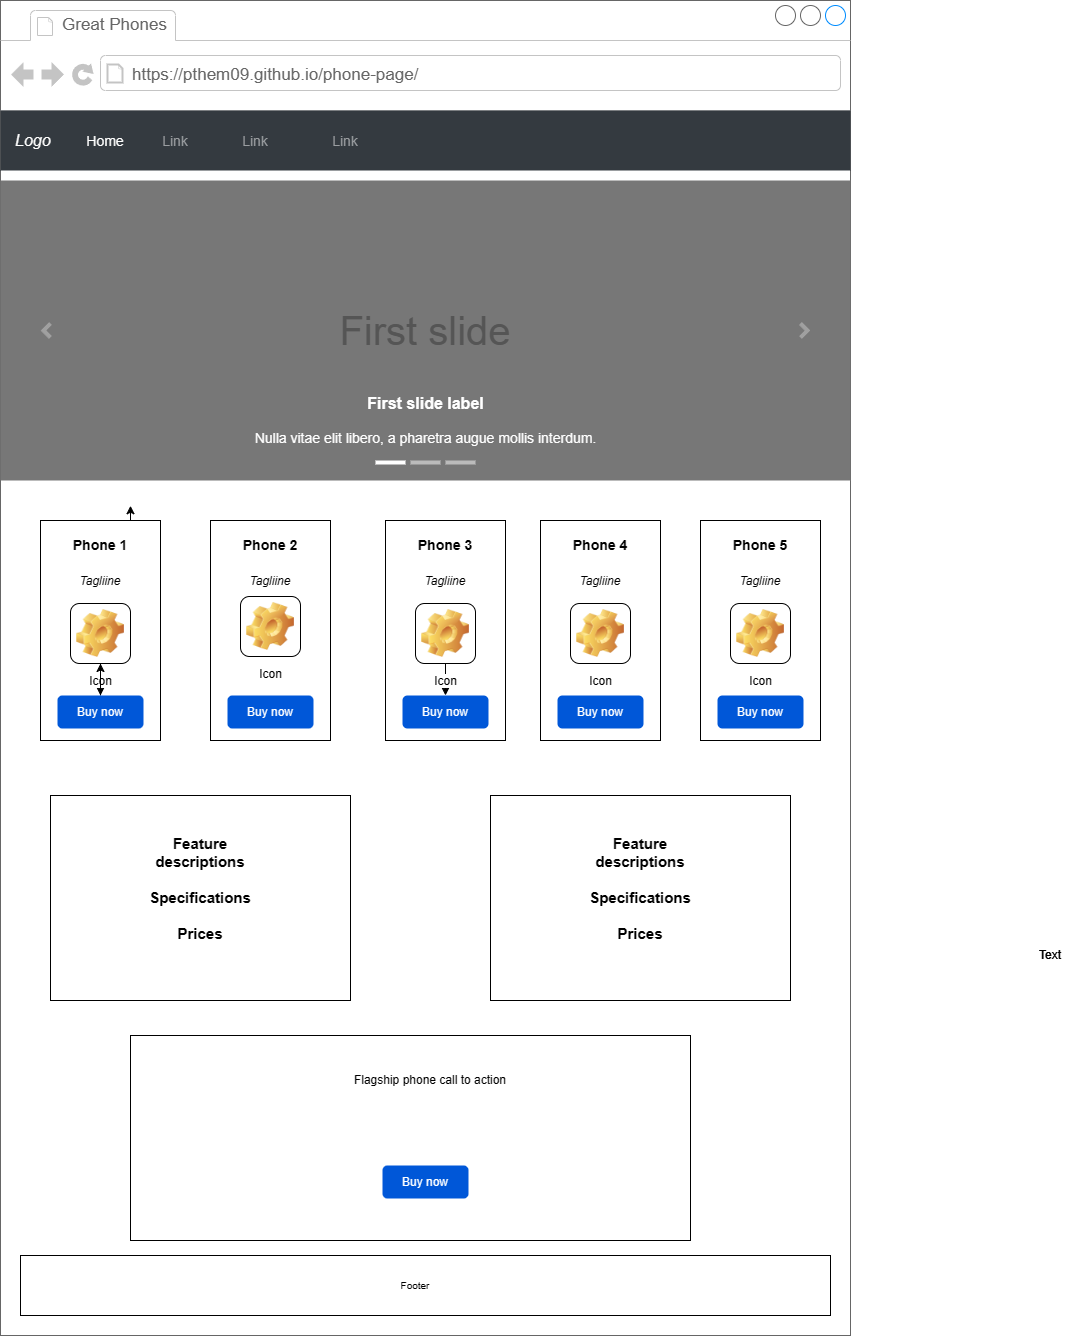 Great Phones
https://pthem09.github.io/phone-page/
Logo Home Link Link Link
First slide
First slide label
Nulla vitae elit libero, a pharetra augue mollis interdum.
Phone 1 Phone 2 Phone 3 Phone 4 Phone 5
Tagliine Tagliine Tagliine Tagliine Tagliine
Icon Icon Icon Icon Icon
Buy now Buy now Buy now Buy now Buy now
Feature
descriptions
Specifications
Prices
Feature
descriptions
Specifications
Prices
Text
Flagship phone call to action
Buy now
Footer